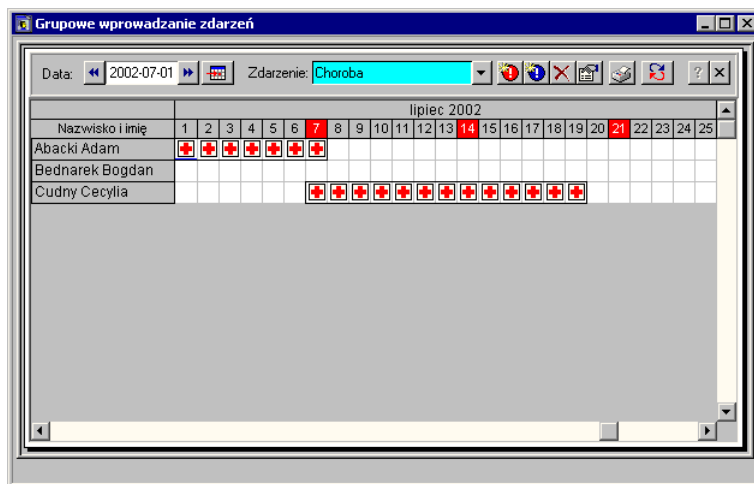 Grupowe wprowadzanie zdarzeń
Data: 2002-07-01 Zdarzenie: Choroba
lipiec 2002
Nazwisko i imię 1 2 3 4 5 6 7 8 9 10 11 12 13 14 15 16 17 18 19 20 21 22 23 24 25
Abacki Adam
Bednarek Bogdan
Cudny Cecylia